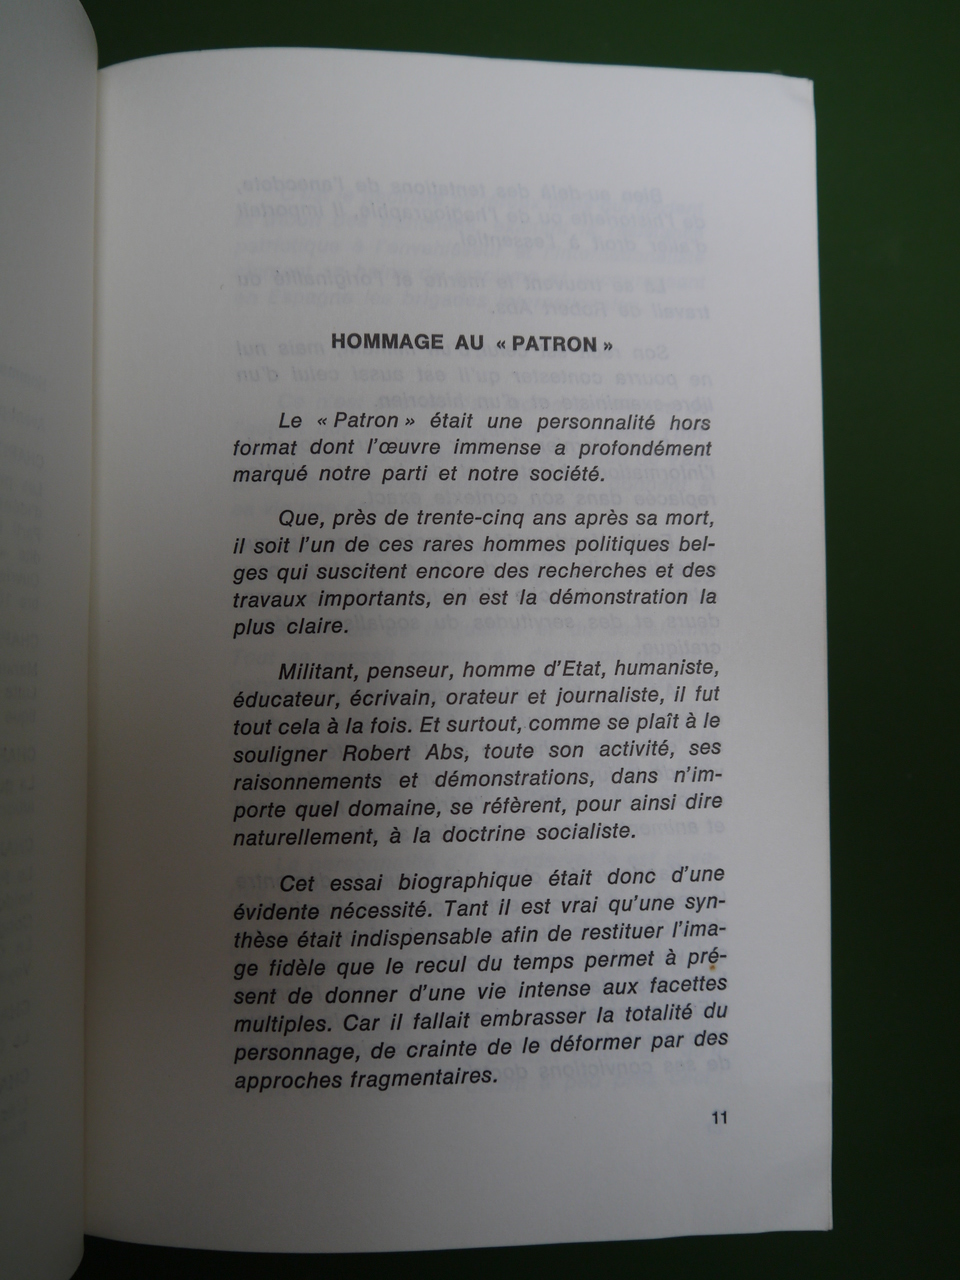 HOMMAGE AU « PATRON »
Le « Patron » était une personnalité hors
format dont l'œuvre immense a profondément
marqué notre parti et notre société.
Que, près de trente-cinq ans après sa mort,
il soit l'un de ces rares hommes politiques bel-
ges qui suscitent encore des recherches et des
travaux importants, en est la démonstration la
plus claire.
Militant, penseur, homme d'Etat, humaniste,
éducateur, écrivain, orateur et journaliste, il fut
tout cela à la fois. Et surtout, comme se plaît à le
souligner Robert Abs, toute son activité, ses
raisonnements et démonstrations, dans n'im-
porte quel domaine, se réfèrent, pour ainsi dire
naturellement, à la doctrine socialiste.
Cet essai biographique était donc d'une
évidente nécessité. Tant il est vrai qu'une syn-
thèse était indispensable afin de restituer l'ima-
ge fidèle que le recul du temps permet à pré-
sent de donner d'une vie intense aux facettes
multiples. Car il fallait embrasser la totalité du
personnage, de crainte de le déformer par des
approches fragmentaires.
11